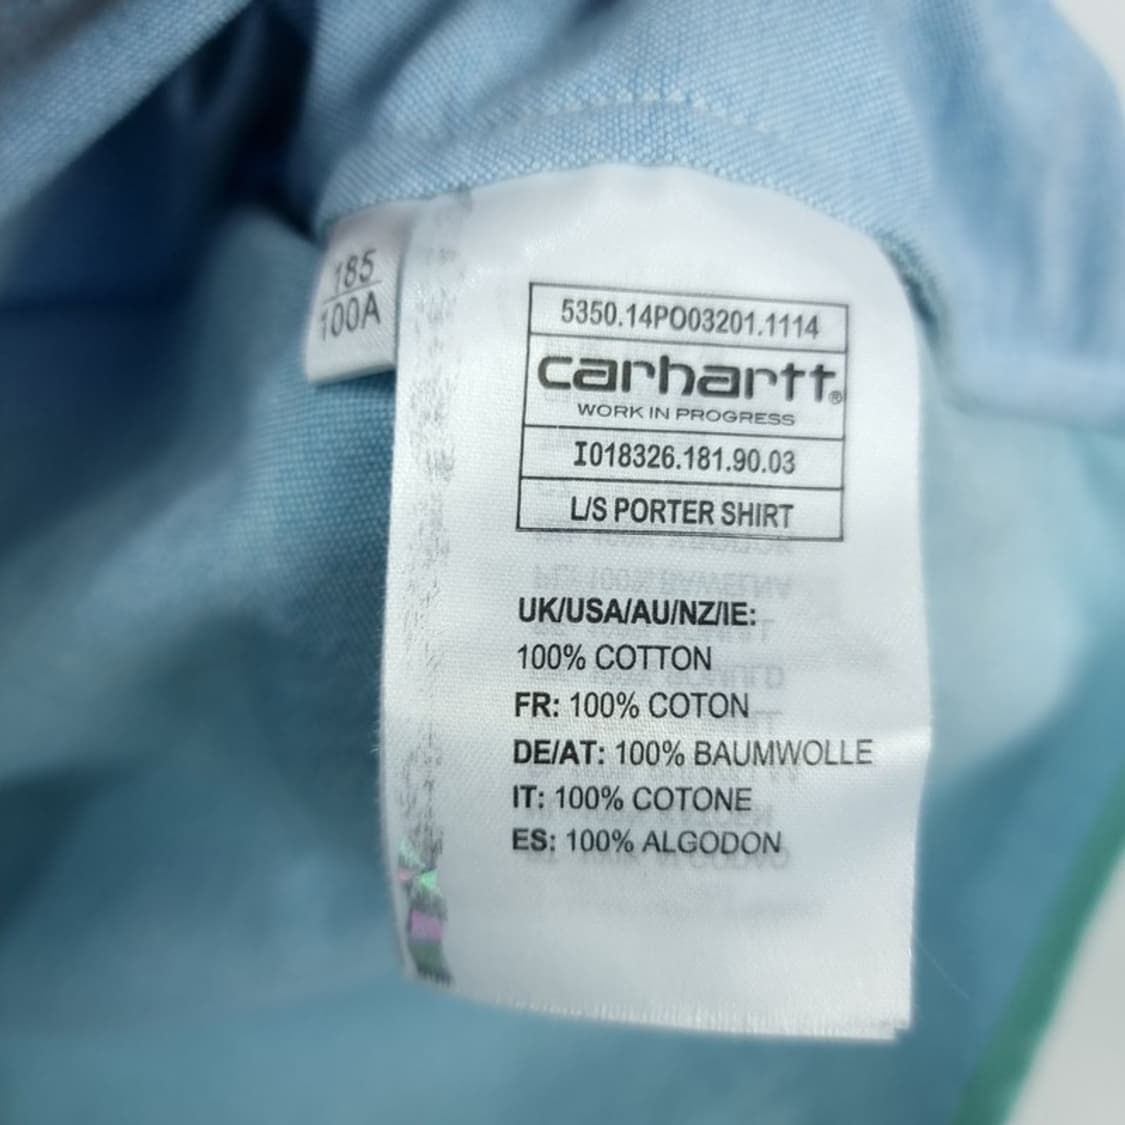 185
100A
5350.14PO03201.1114
carhartt®
WORK IN PROGRESS
I018326.181.90.03
L/S PORTER SHIRT
UK/USA/AU/NZ/IE:
100% COTTON
FR: 100% COTON
DE/AT: 100% BAUMWOLLE
IT: 100% COTONE
ES: 100% ALGODON